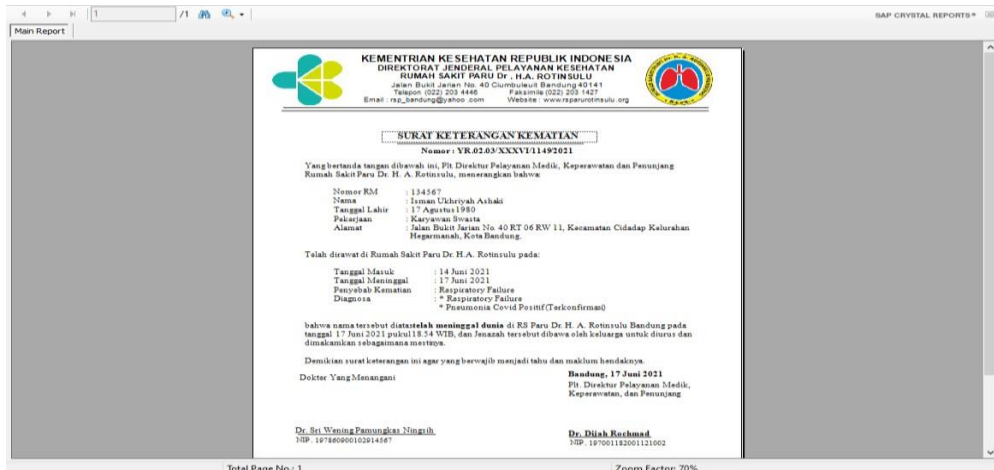 1 /1 SAP CRYSTAL REPORTS®
Main Report
KEMENTRIAN KESEHATAN REPUBLIK INDONESIA
DIREKTORAT JENDERAL PELAYANAN KESEHATAN
RUMAH SAKIT PARU Dr . H.A. ROTINSULU
Jalan Bukit Jarian No. 40 Ciumbuleuit Bandung 40141
Telepon (022) 203 4446 Faksimile (022) 203 1427
Email : rsp_bandung@yahoo .com Website : www.rsparurotinsulu.org
SURAT KETERANGAN KEMATIAN
Nomor : YR.02.03/XXXVI/1149/2021
Yang bertanda tangan dibawah ini, Plt. Direktur Pelayanan Medik, Keperawatan dan Penunjang
Rumah Sakit Paru Dr. H. A. Rotinsulu, menerangkan bahwa:
Nomor RM : 134567
Nama : Isman Ukhriyah Ashaki
Tanggal Lahir : 17 Agustus 1980
Pekerjaan : Karyawan Swasta
Alamat : Jalan Bukit Jarian No. 40 RT 06 RW 11, Kecamatan Cidadap Kelurahan
Hegarmanah, Kota Bandung.
Telah dirawat di Rumah Sakit Paru Dr. H.A. Rotinsulu pada:
Tanggal Masuk : 14 Juni 2021
Tanggal Meninggal : 17 Juni 2021
Penyebab Kematian : Respiratory Failure
Diagnosa : * Respiratory Failure
* Pneumonia Covid Positif (Terkonfirmasi)
bahwa nama tersebut diatas telah meninggal dunia di RS Paru Dr. H. A. Rotinsulu Bandung pada
tanggal 17 Juni 2021 pukul 18.54 WIB, dan Jenazah tersebut dibawa oleh keluarga untuk diurus dan
dimakamkan sebagaimana mestinya.
Demikian surat keterangan ini agar yang berwajib menjadi tahu dan maklum hendaknya.
Bandung, 17 Juni 2021
Dokter Yang Menangani Plt. Direktur Pelayanan Medik,
Keperawatan, dan Penunjang
Dr. Sri Wening Pamungkas Ningsih Dr. Dijah Rochmad
NIP. 197860900102914567 NIP. 197001182001121002
Total Page No.: 1 Zoom Factor: 70%